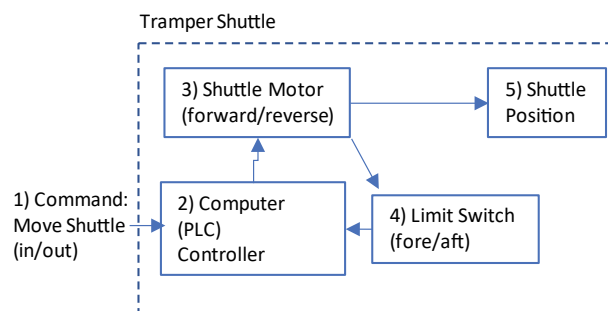 Tramper Shuttle
3) Shuttle Motor
(forward/reverse)
5) Shuttle
Position
1) Command:
Move Shuttle
(in/out)
2) Computer
(PLC)
Controller
4) Limit Switch
(fore/aft)